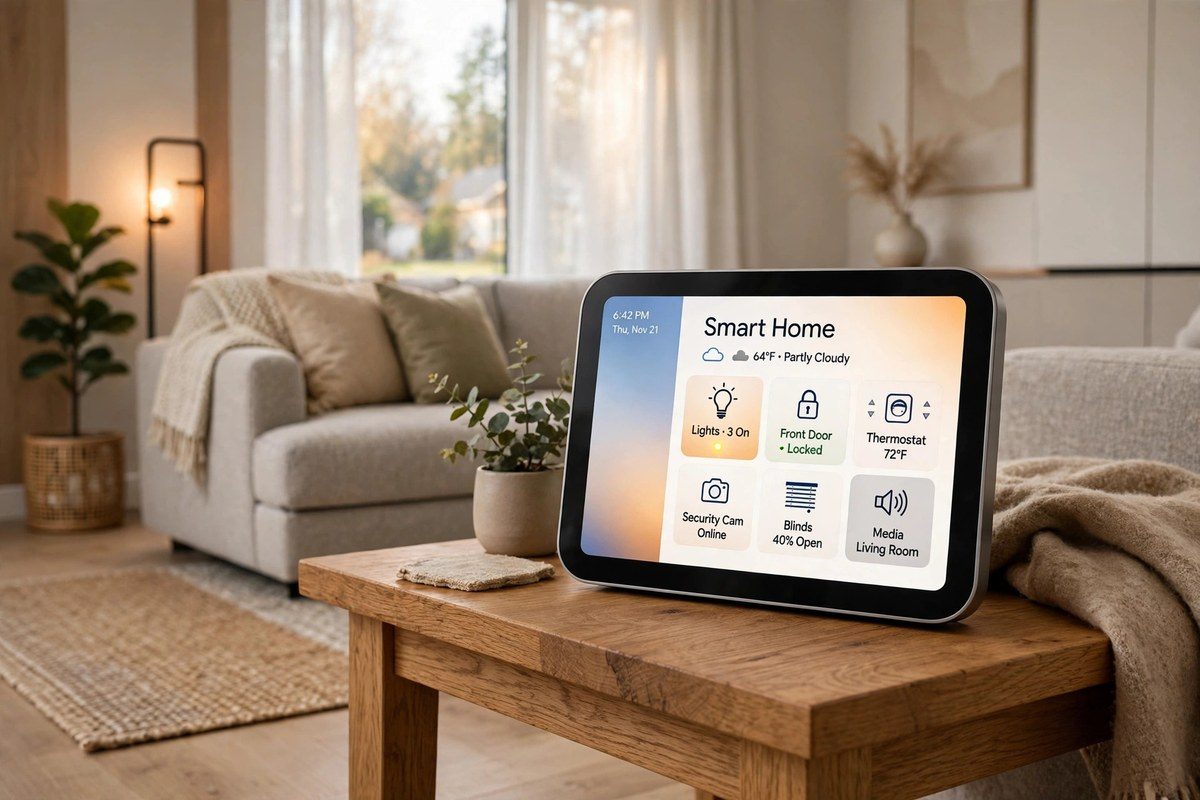 6:42 PM
Thu, Nov 21
Smart Home
64°F • Partly Cloudy
Lights • 3 On
Front Door
• Locked
Thermostat
72°F
Security Cam
Online
Blinds
40% Open
Media
Living Room